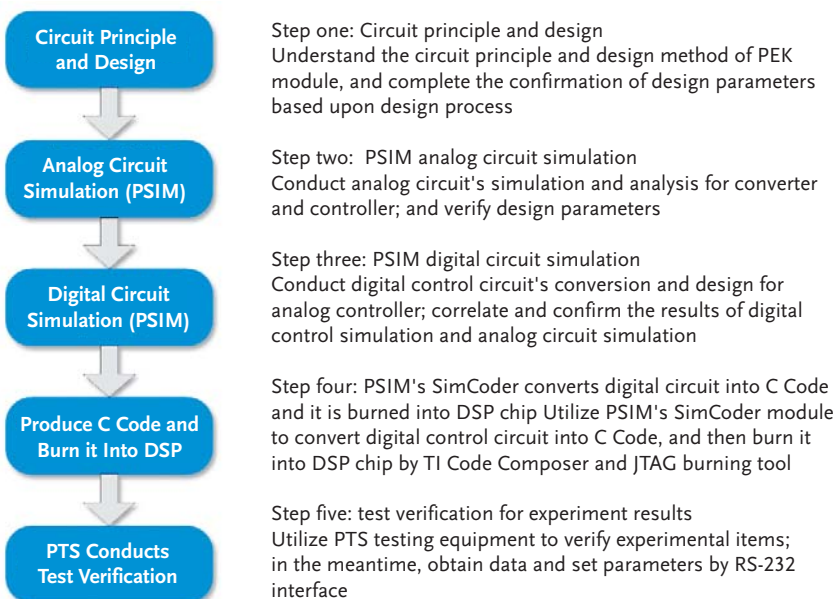 Circuit Principle
and Design
Step one: Circuit principle and design
Understand the circuit principle and design method of PEK
module, and complete the confirmation of design parameters
based upon design process
Analog Circuit
Simulation (PSIM)
Step two:  PSIM analog circuit simulation
Conduct analog circuit's simulation and analysis for converter
and controller; and verify design parameters
Digital Circuit
Simulation (PSIM)
Step three: PSIM digital circuit simulation
Conduct digital control circuit's conversion and design for
analog controller; correlate and confirm the results of digital
control simulation and analog circuit simulation
Produce C Code and
Burn it Into DSP
Step four: PSIM's SimCoder converts digital circuit into C Code
and it is burned into DSP chip Utilize PSIM's SimCoder module
to convert digital control circuit into C Code, and then burn it
into DSP chip by TI Code Composer and JTAG burning tool
PTS Conducts
Test Verification
Step five: test verification for experiment results
Utilize PTS testing equipment to verify experimental items;
in the meantime, obtain data and set parameters by RS-232
interface